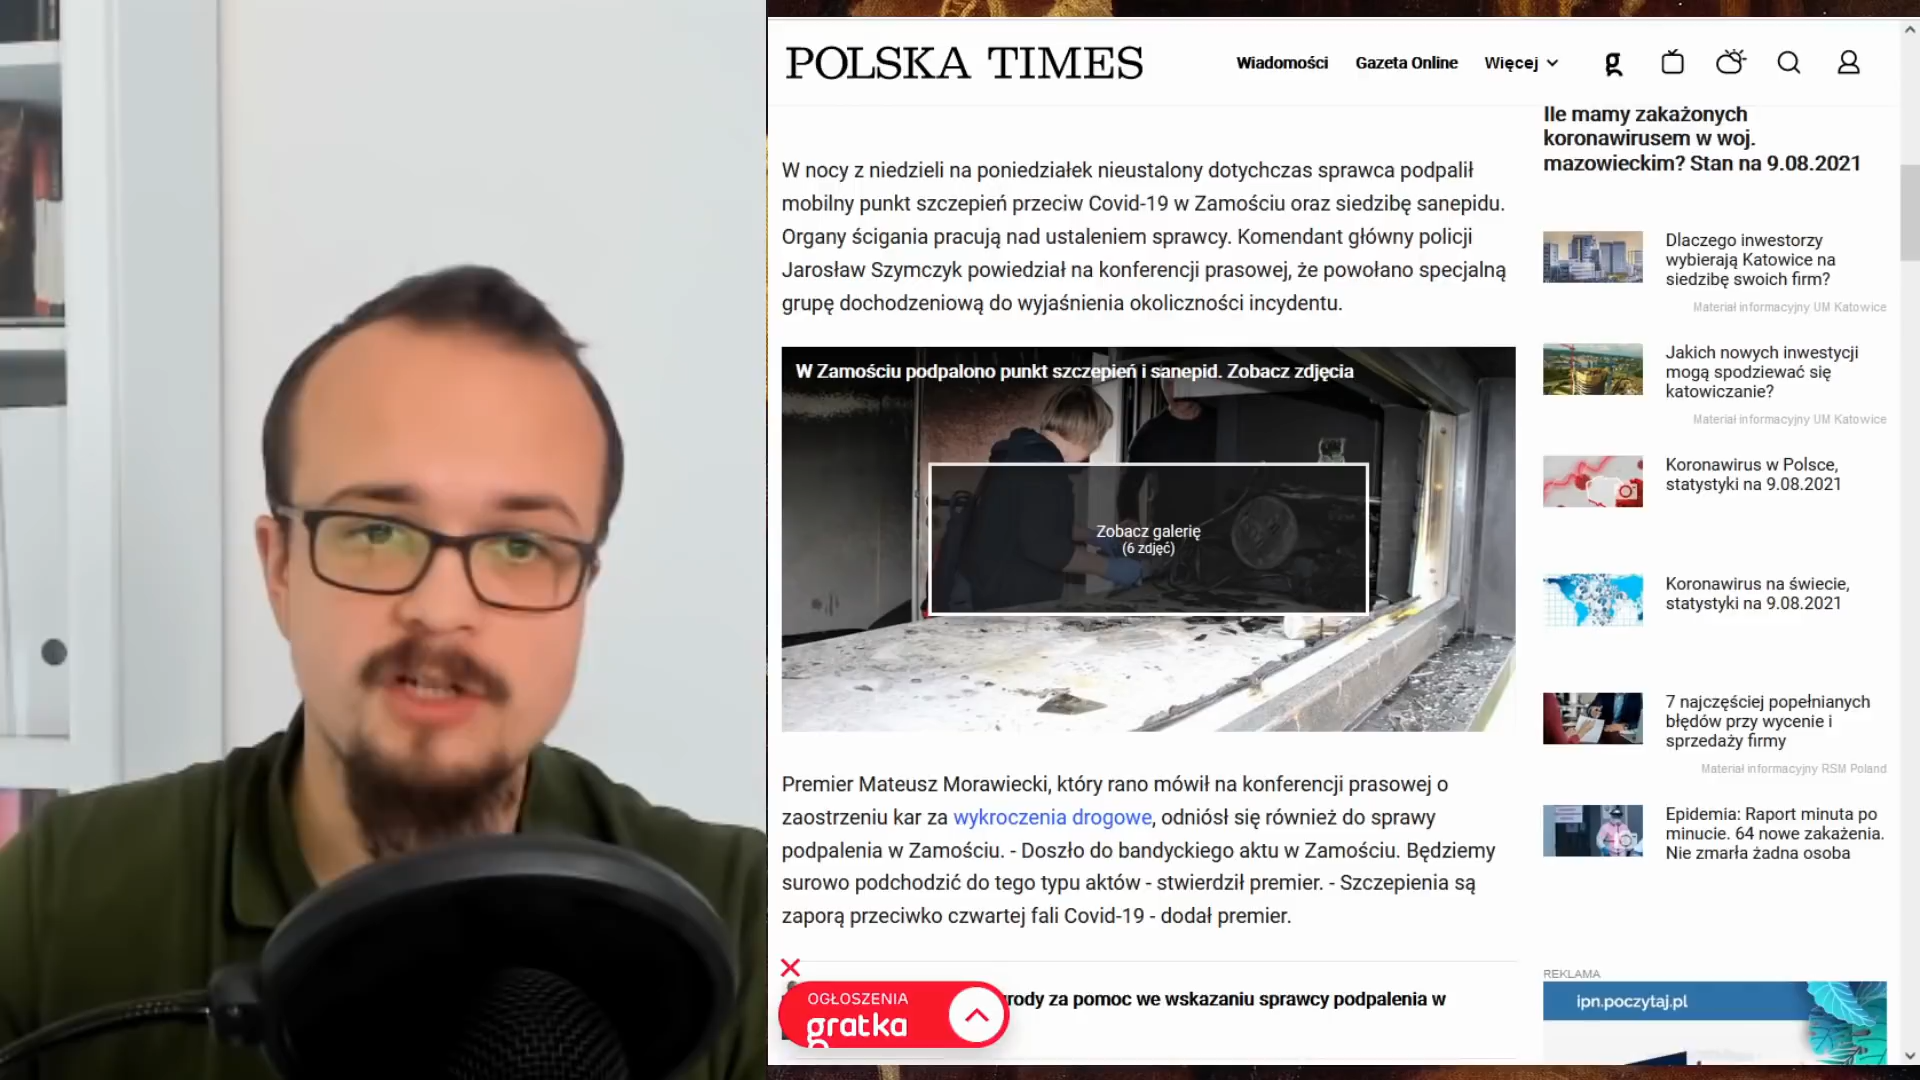 POLSKA TIMES
Wiadomości
Gazeta Online
Więcej
W nocy z niedzieli na poniedziałek nieustalony dotychczas sprawca podpalił
mobilny punkt szczepień przeciw Covid-19 w Zamościu oraz siedzibę sanepidu.
Organy ścigania pracują nad ustaleniem sprawcy. Komendant główny policji
Jarosław Szymczyk powiedział na konferencji prasowej, że powołano specjalną
grupę dochodzeniową do wyjaśnienia okoliczności incydentu.
W Zamościu podpalono punkt szczepień i sanepid. Zobacz zdjęcia
Zobacz galerię
(6 zdjęć)
Premier Mateusz Morawiecki, który rano mówił na konferencji prasowej o
zaostrzeniu kar za wykroczenia drogowe, odniósł się również do sprawy
podpalenia w Zamościu. - Doszło do bandyckiego aktu w Zamościu. Będziemy
surowo podchodzić do tego typu aktów - stwierdził premier. - Szczepienia są
zaporą przeciwko czwartej fali Covid-19 - dodał premier.
za pomoc we wskazaniu sprawcy podpalenia w
OGŁOSZENIA
gratka
Ile mamy zakażonych
koronawirusem w woj.
mazowieckim? Stan na 9.08.2021
Dlaczego inwestorzy
wybierają Katowice na
siedzibę swoich firm?
Materiał informacyjny UM Katowice
Jakich nowych inwestycji
mogą spodziewać się
katowiczanie?
Materiał informacyjny UM Katowice
Koronawirus w Polsce,
statystyki na 9.08.2021
Koronawirus na świecie,
statystyki na 9.08.2021
7 najczęściej popełnianych
błędów przy wycenie i
sprzedaży firmy
Materiał informacyjny RSM Poland
Epidemia: Raport minuta po
minucie. 64 nowe zakażenia.
Nie zmarła żadna osoba
REKLAMA
ipn.poczytaj.pl